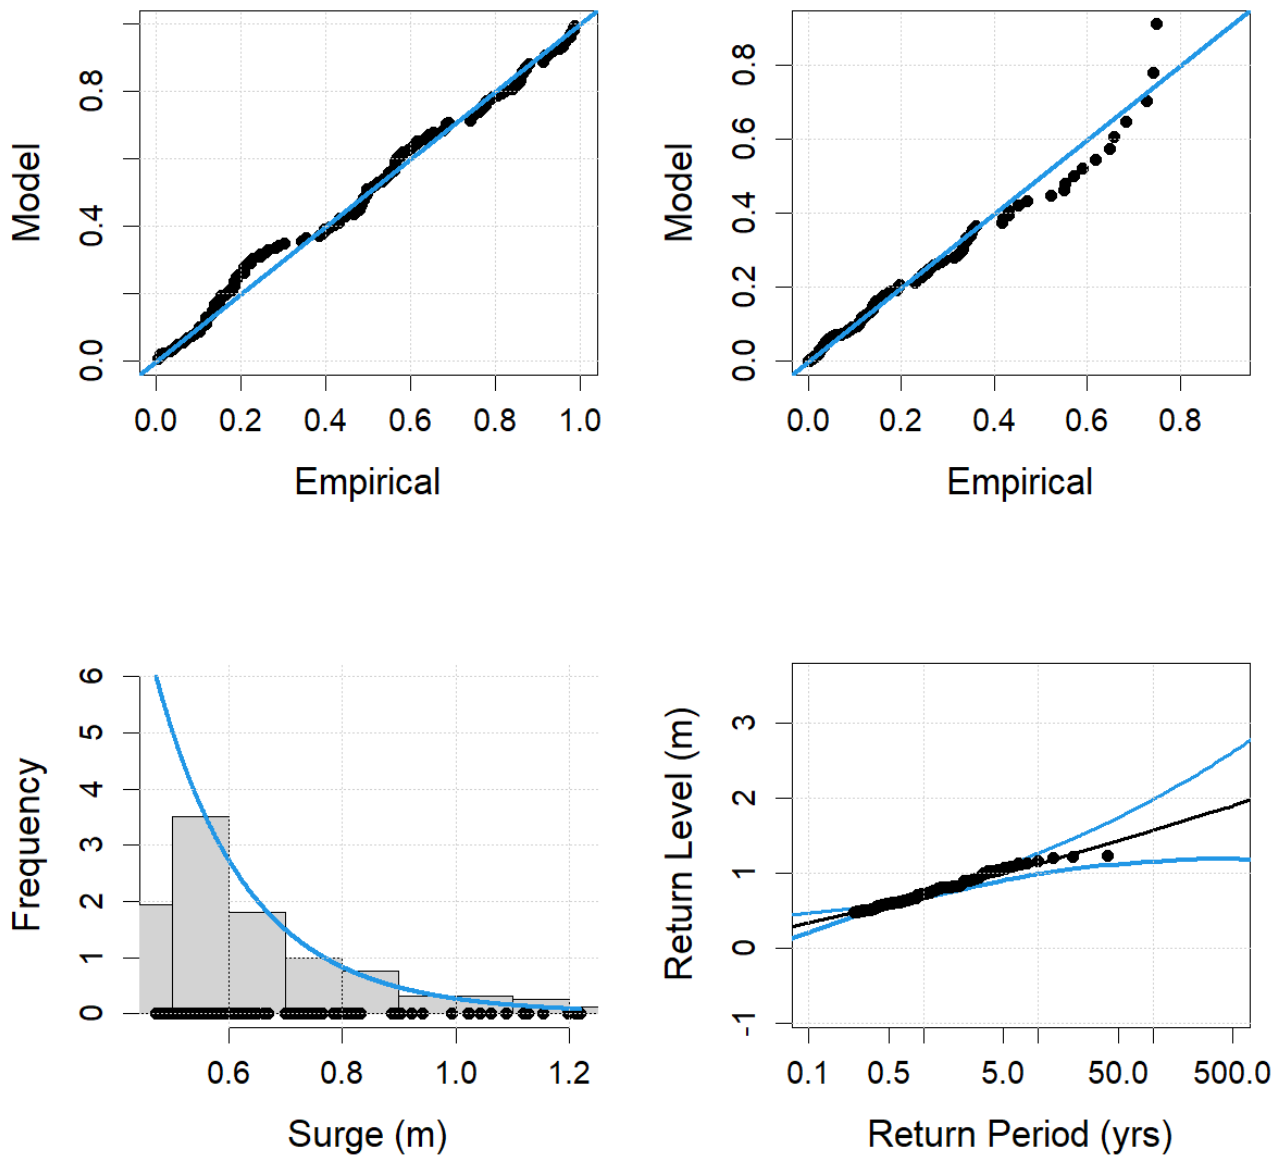 0.8
0.4
0.0
Model
0.0 0.2 0.4 0.6 0.8 1.0
Empirical
0.8
0.6
0.4
0.2
0.0
Model
0.0 0.2 0.4 0.6 0.8
Empirical
6
5
4
3
2
1
0
Frequency
0.6 0.8 1.0 1.2
Surge (m)
3
2
1
0
-1
Return Level (m)
0.1 0.5 5.0 50.0 500.0
Return Period (yrs)